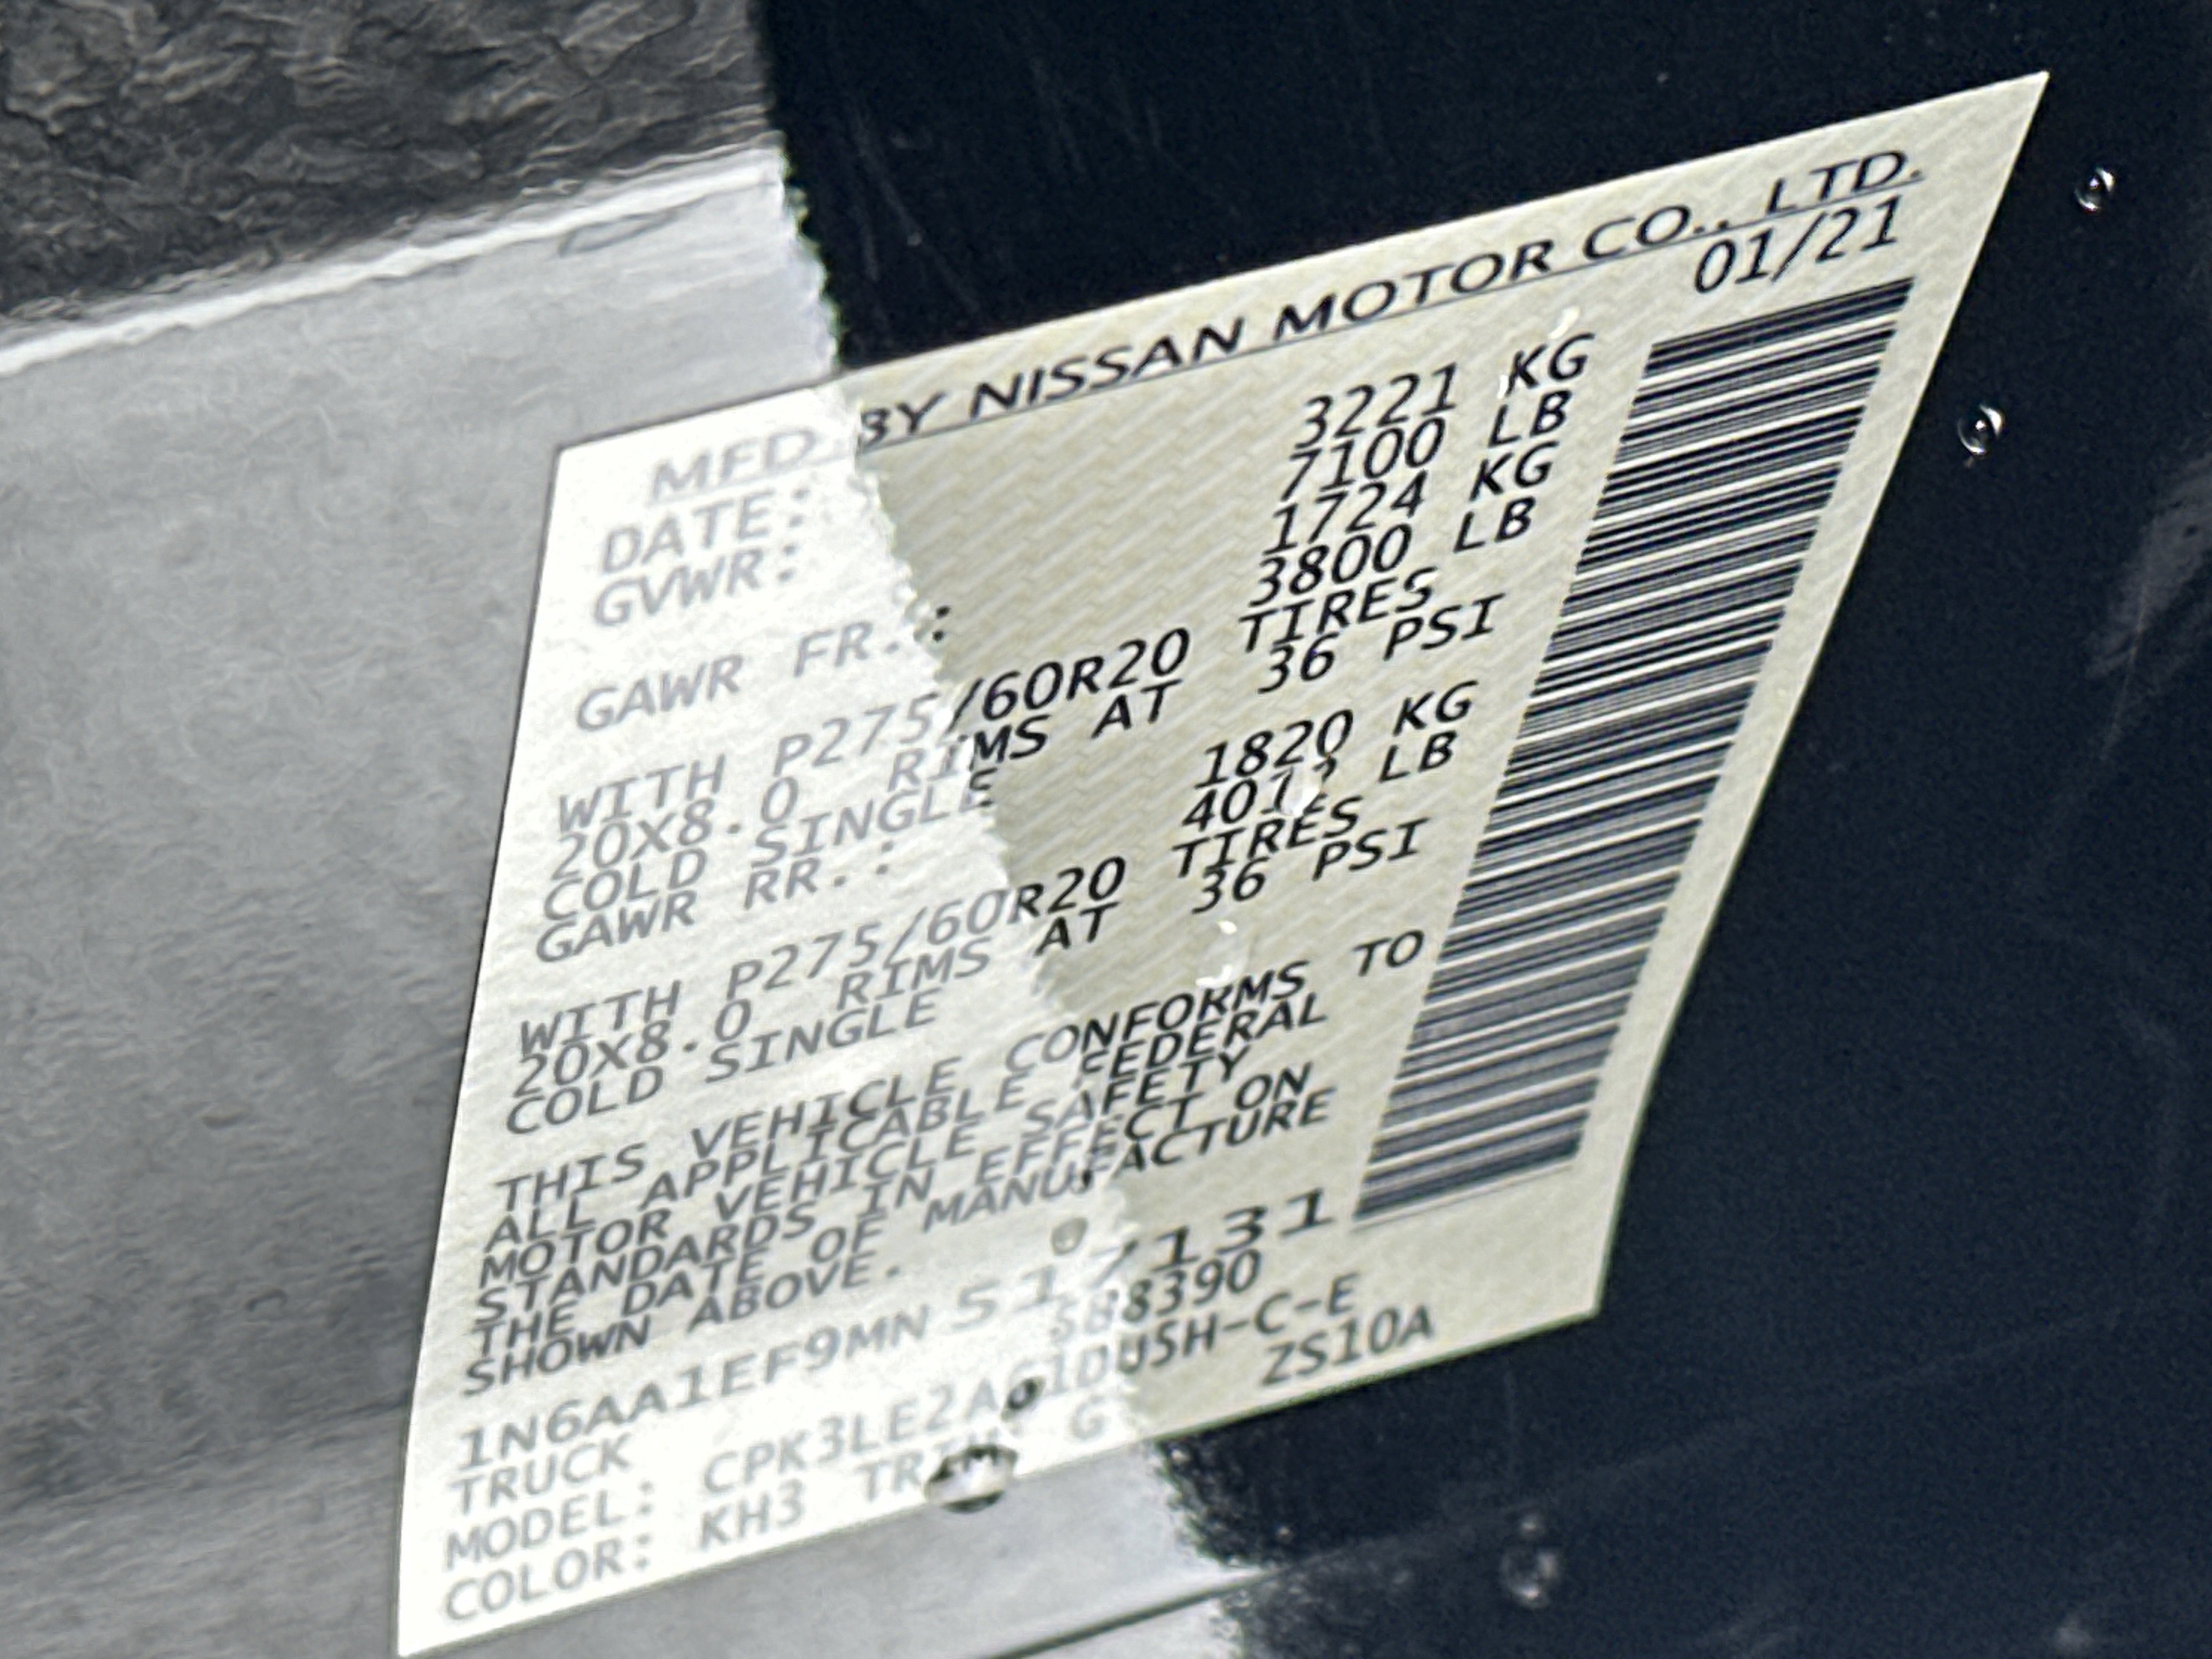 MFD BY NISSAN MOTOR CO., LTD.
DATE: 01/21
GVWR: 3221 KG
7100 LB
GAWR FR.: 1724 KG
3800 LB
WITH P275/60R20 TIRES
20X8.0 RIMS AT 36 PSI
COLD SINGLE
GAWR RR.: 1820 KG
LB
WITH P275/60R20 TIRES
20X8.0 RIMS AT 36 PSI
COLD SINGLE
THIS VEHICLE CONFORMS TO
ALL APPLICABLE FEDERAL
MOTOR VEHICLE SAFETY
STANDARDS IN EFFECT ON
THE DATE OF MANUFACTURE
SHOWN ABOVE.
1N6AA1EF9MN517131
TRUCK
MODEL:
COLOR: KH3 TRIM: G ZS10A